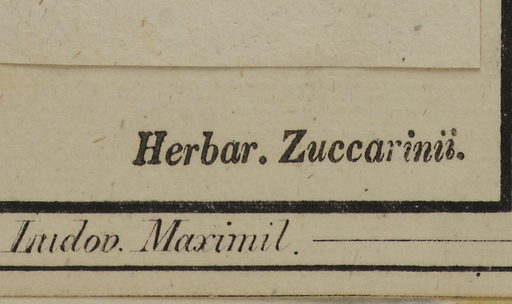 Herbar. Zuccarinii.
Ludov. Maximil.